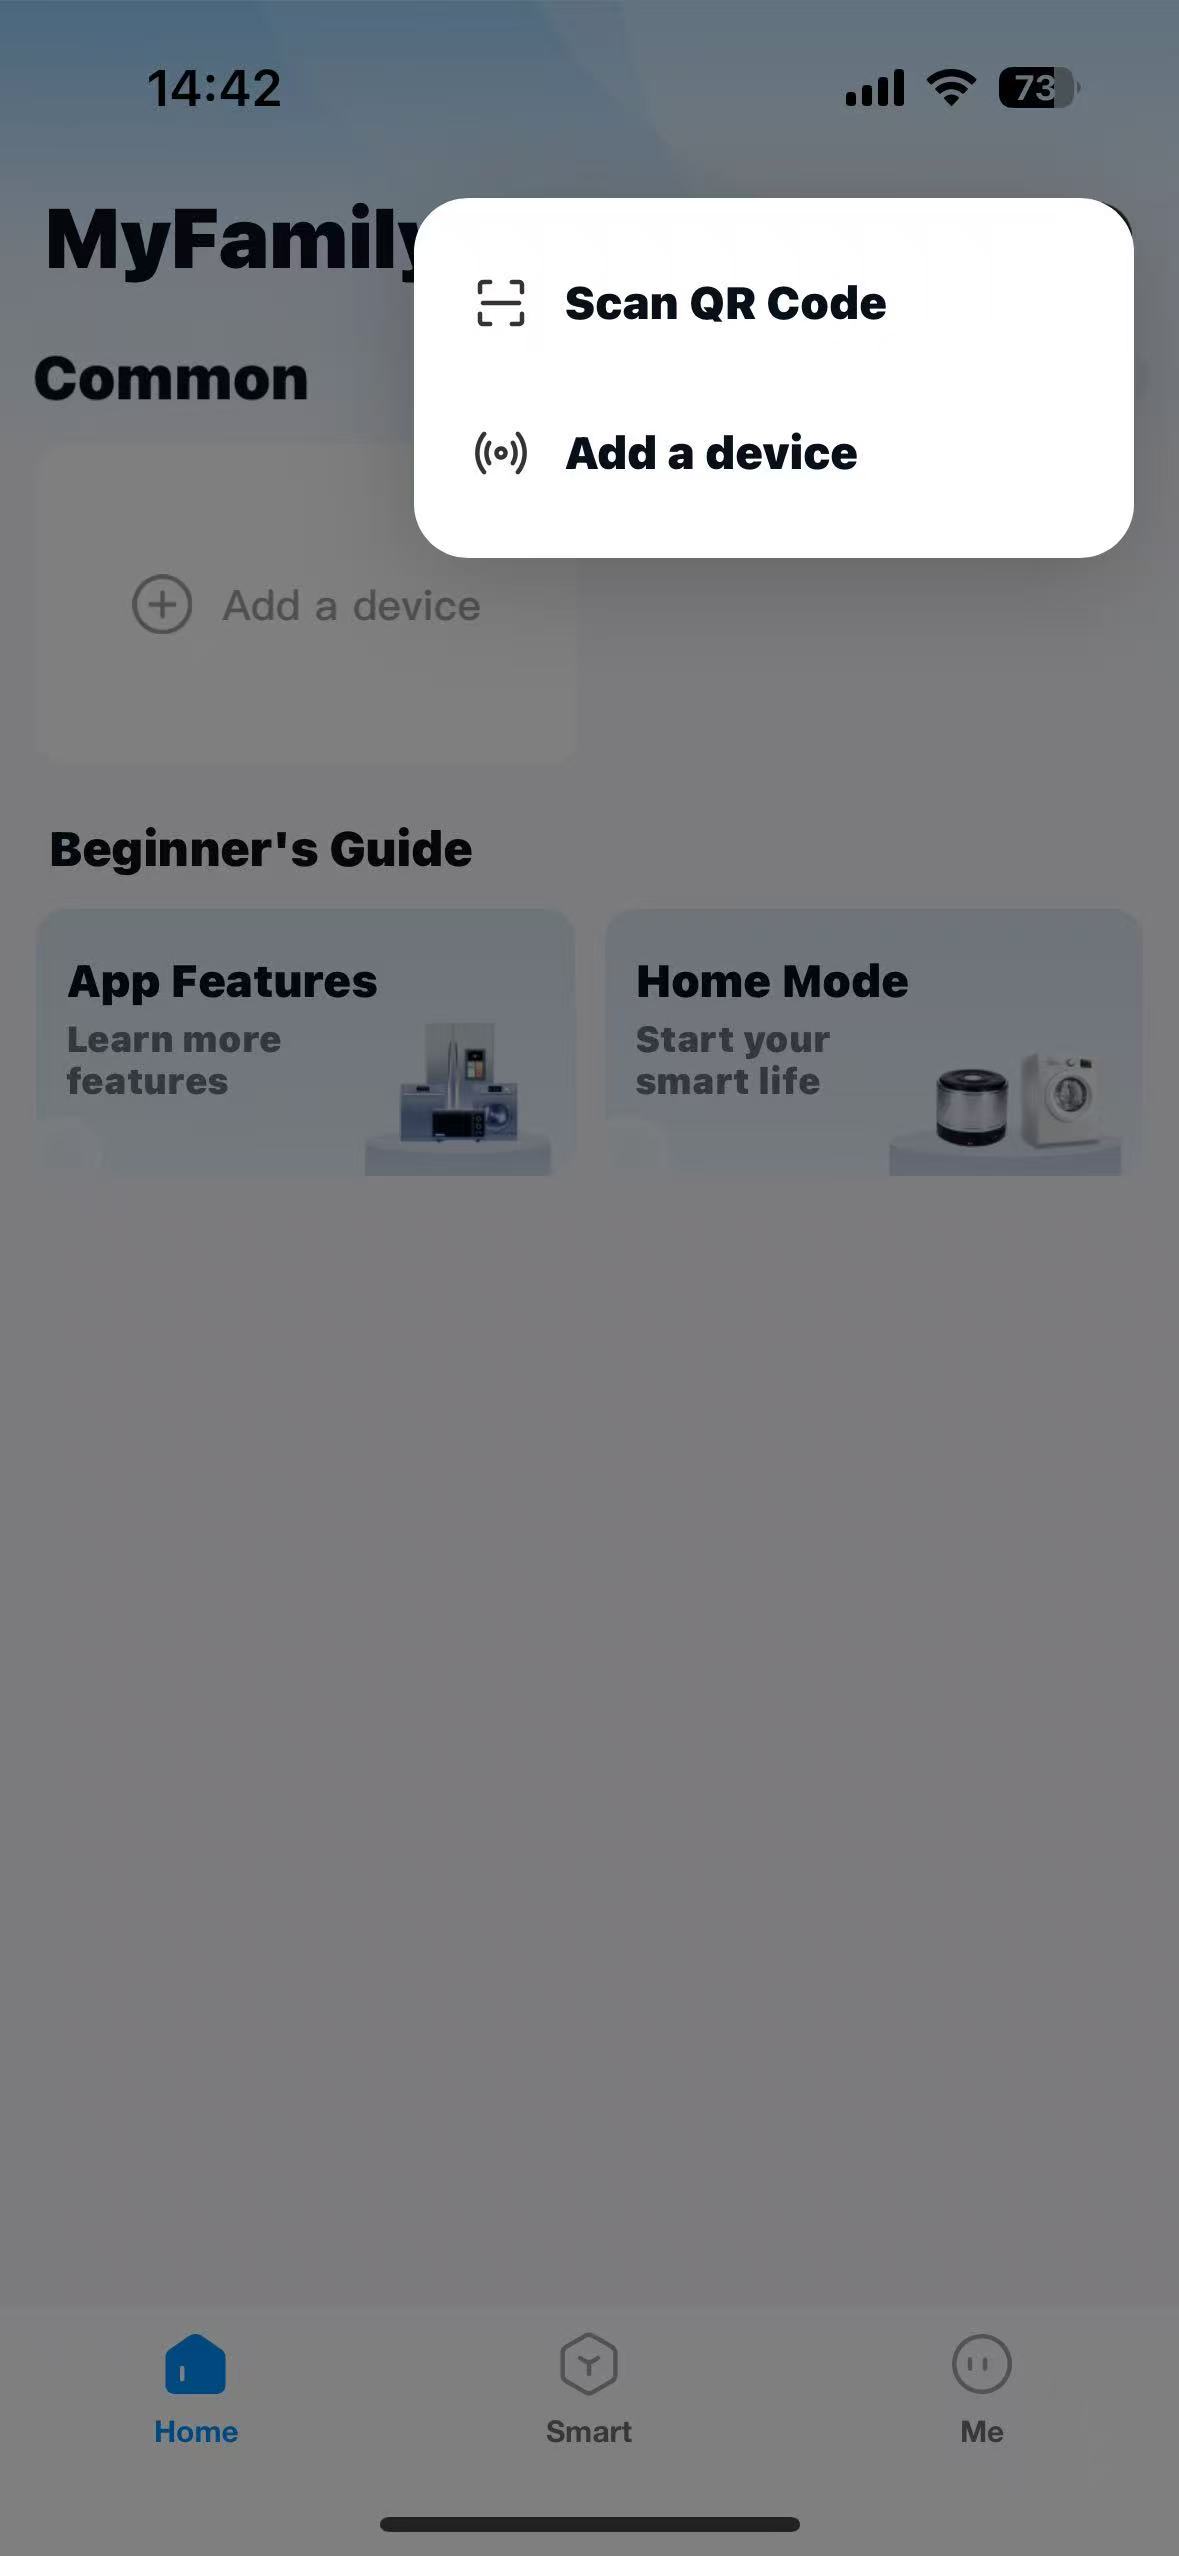 14:42
73
MyFamily
Scan QR Code
Common
Add a device
Add a device
Beginner's Guide
App Features
Learn more
features
Home Mode
Start your
smart life
Home
Smart
Me